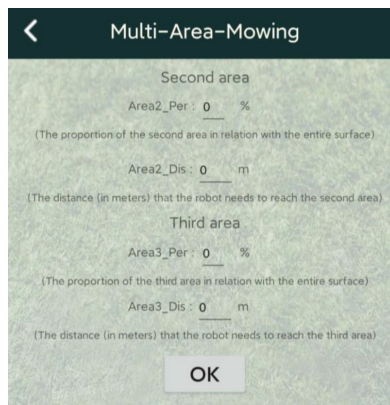 Multi-Area-Mowing
Second area
Area2_Per : 0 %
(The proportion of the second area in relation with the entire surface)
Area2_Dis : 0 m
(The distance (in meters) that the robot needs to reach the second area)
Third area
Area3_Per : 0 %
(The proportion of the third area in relation with the entire surface)
Area3_Dis : 0 m
(The distance (in meters) that the robot needs to reach the third area)
OK